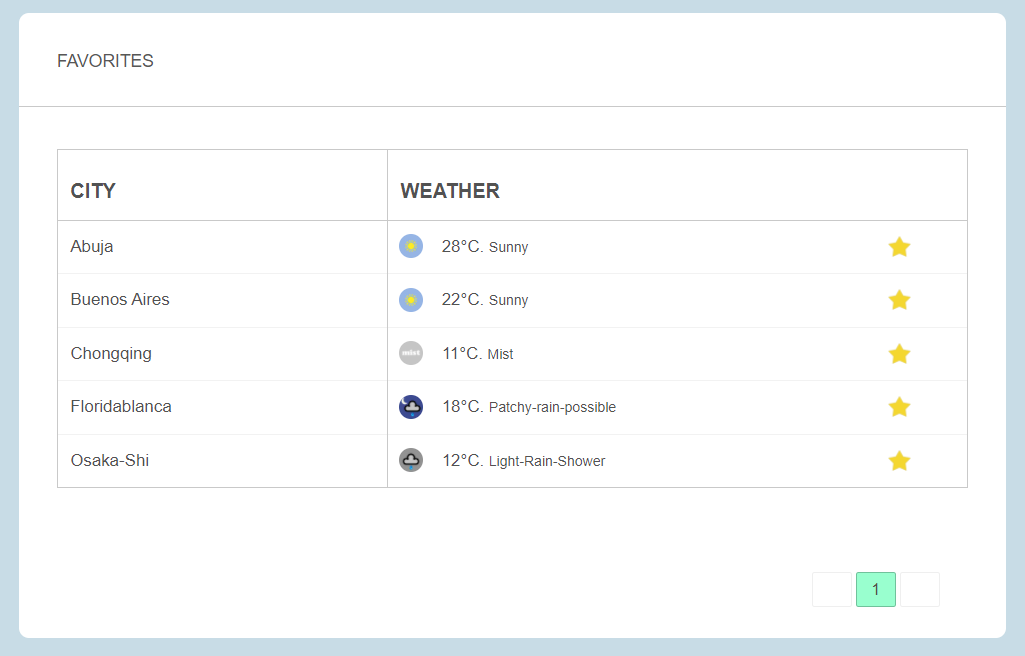 FAVORITES
CITY WEATHER
Abuja 28°C. Sunny
Buenos Aires 22°C. Sunny
Chongqing mist 11°C. Mist
Floridablanca 18°C. Patchy-rain-possible
Osaka-Shi 12°C. Light-Rain-Shower
1